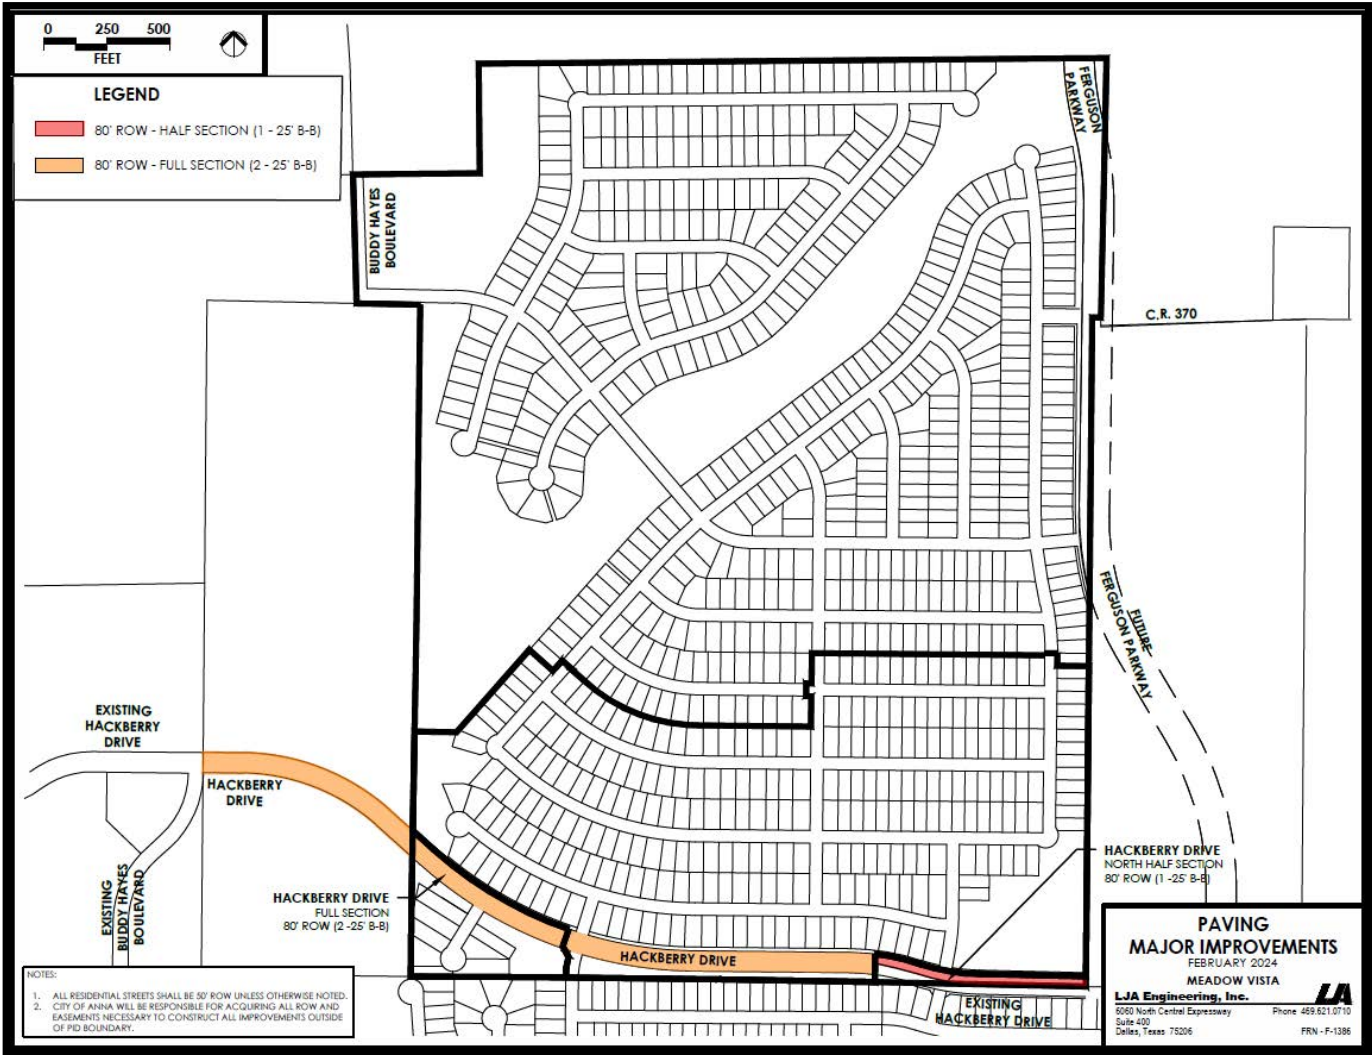 0 250 500
FEET
LEGEND
80' ROW - HALF SECTION (1 - 25' B-B)
80' ROW - FULL SECTION (2 - 25' B-B)
FERGUSON
PARKWAY
BUDDY HAYES
BOULEVARD
C.R. 370
FUTURE
FERGUSON PARKWAY
EXISTING
HACKBERRY
DRIVE
HACKBERRY
DRIVE
EXISTING
BUDDY HAYES
BOULEVARD
HACKBERRY DRIVE
FULL SECTION
80' ROW (2 -25' B-B)
HACKBERRY DRIVE
HACKBERRY DRIVE
NORTH HALF SECTION
80' ROW (1 -25' B-B)
EXISTING
HACKBERRY DRIVE
NOTES:
1. ALL RESIDENTIAL STREETS SHALL BE 50' ROW UNLESS OTHERWISE NOTED.
2. CITY OF ANNA WILL BE RESPONSIBLE FOR ACQUIRING ALL ROW AND
EASEMENTS NECESSARY TO CONSTRUCT ALL IMPROVEMENTS OUTSIDE
OF PID BOUNDARY.
PAVING
MAJOR IMPROVEMENTS
FEBRUARY 2024
MEADOW VISTA
LJA Engineering, Inc.
6060 North Central Expressway Phone 469.621.0710
Suite 400
Dallas, Texas 75206 FRN - F-1386